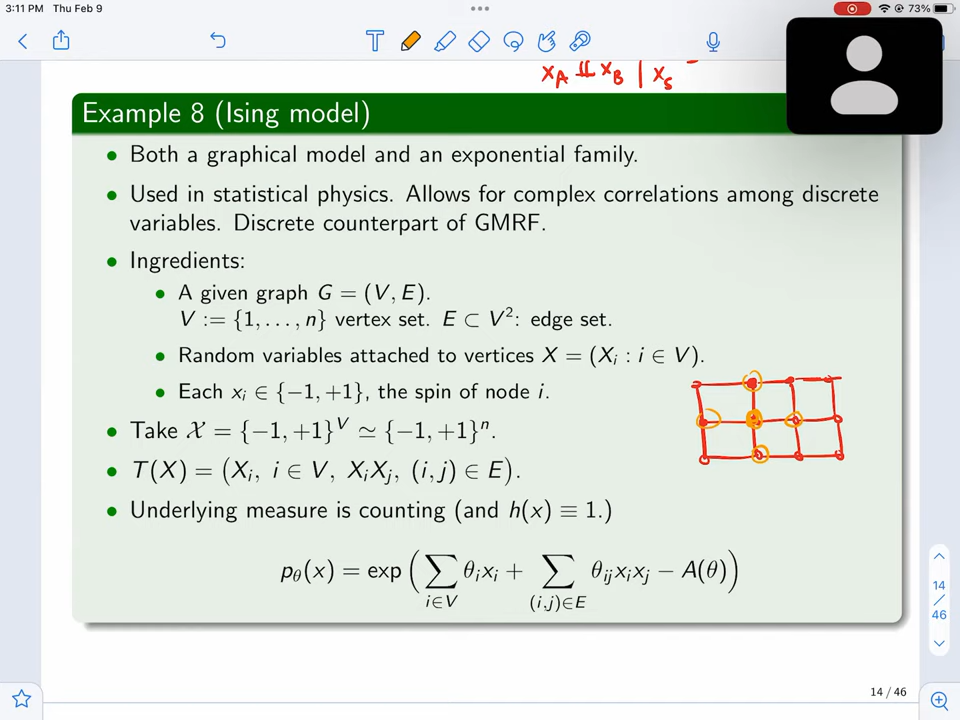 3:11 PM Thu Feb 9
73%
X_A ⫫ X_B | X_S
Example 8 (Ising model)
• Both a graphical model and an exponential family.
• Used in statistical physics. Allows for complex correlations among discrete
variables. Discrete counterpart of GMRF.
• Ingredients:
• A given graph G = (V, E).
V := {1, . . . , n} vertex set. E ⊂ V²: edge set.
• Random variables attached to vertices X = (X_i : i ∈ V).
• Each x_i ∈ {−1, +1}, the spin of node i.
• Take 𝒳 = {−1, +1}^V ≃ {−1, +1}^n.
• T(X) = (X_i, i ∈ V, X_iX_j, (i, j) ∈ E).
• Underlying measure is counting (and h(x) ≡ 1.)
p_θ(x) = exp(∑_{i∈V} θ_i x_i + ∑_{(i,j)∈E} θ_{ij} x_i x_j − A(θ))
14
/
46
14 / 46